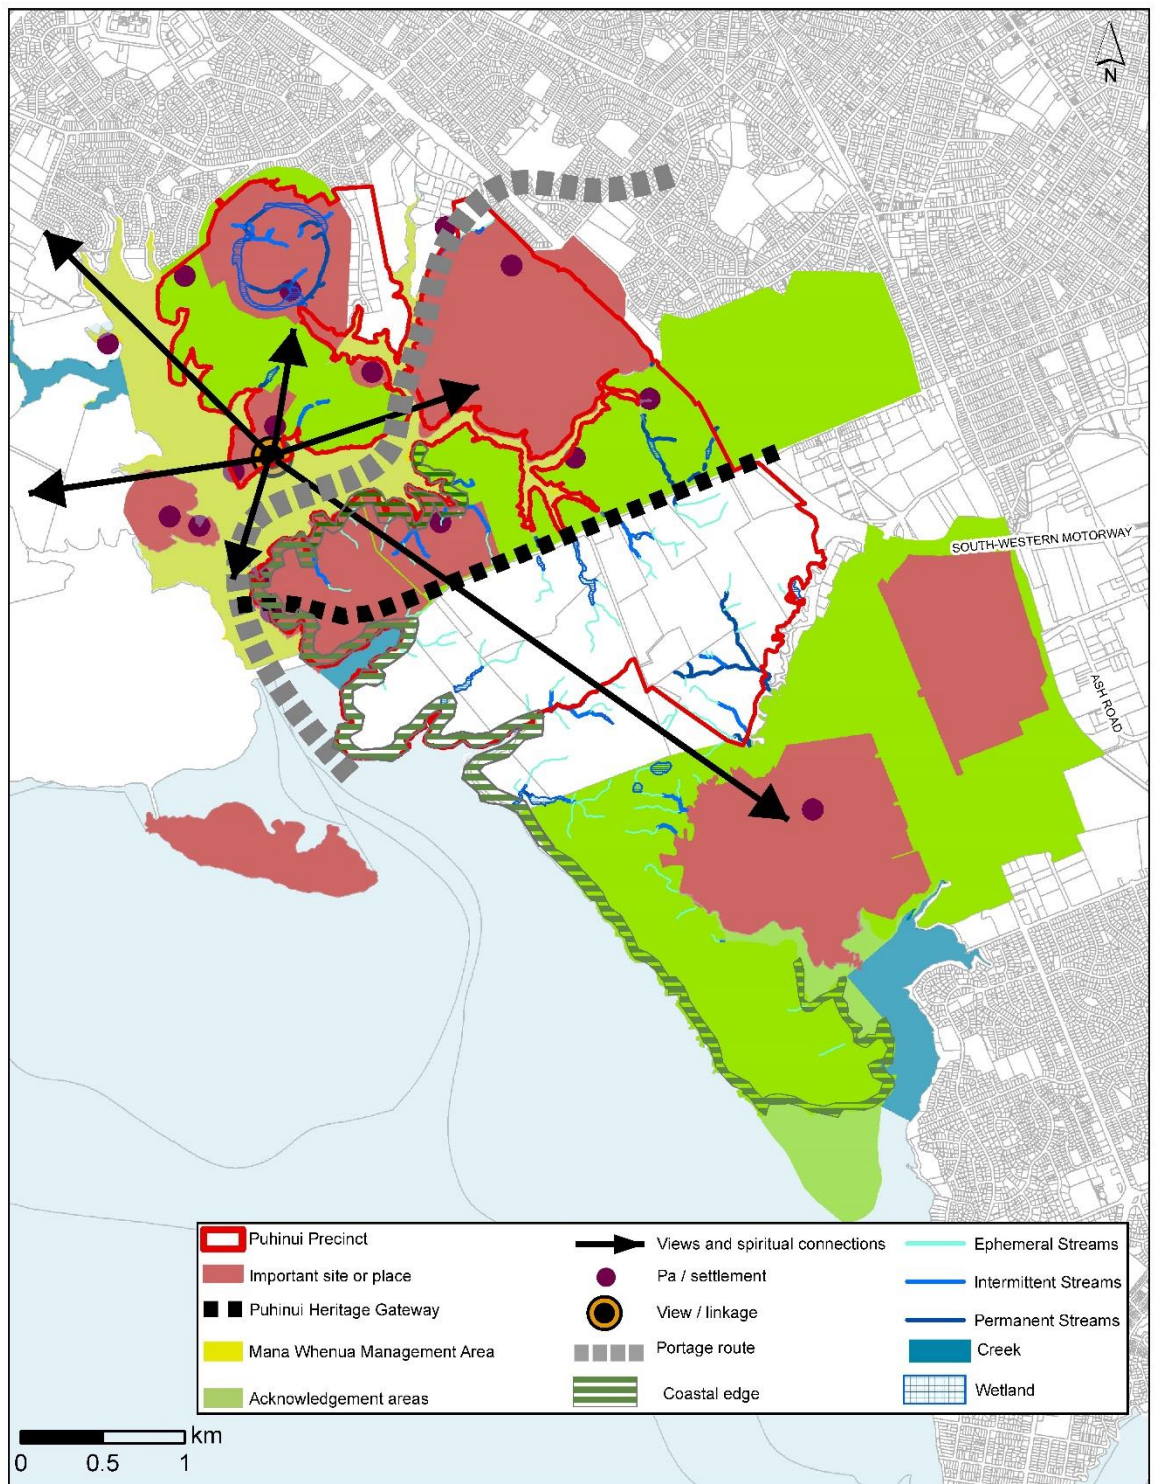 N
SOUTH-WESTERN MOTORWAY
ASH ROAD
Puhinui Precinct
Important site or place
Puhinui Heritage Gateway
Mana Whenua Management Area
Acknowledgement areas
Views and spiritual connections
Pa / settlement
View / linkage
Portage route
Coastal edge
Ephemeral Streams
Intermittent Streams
Permanent Streams
Creek
Wetland
km
0 0.5 1